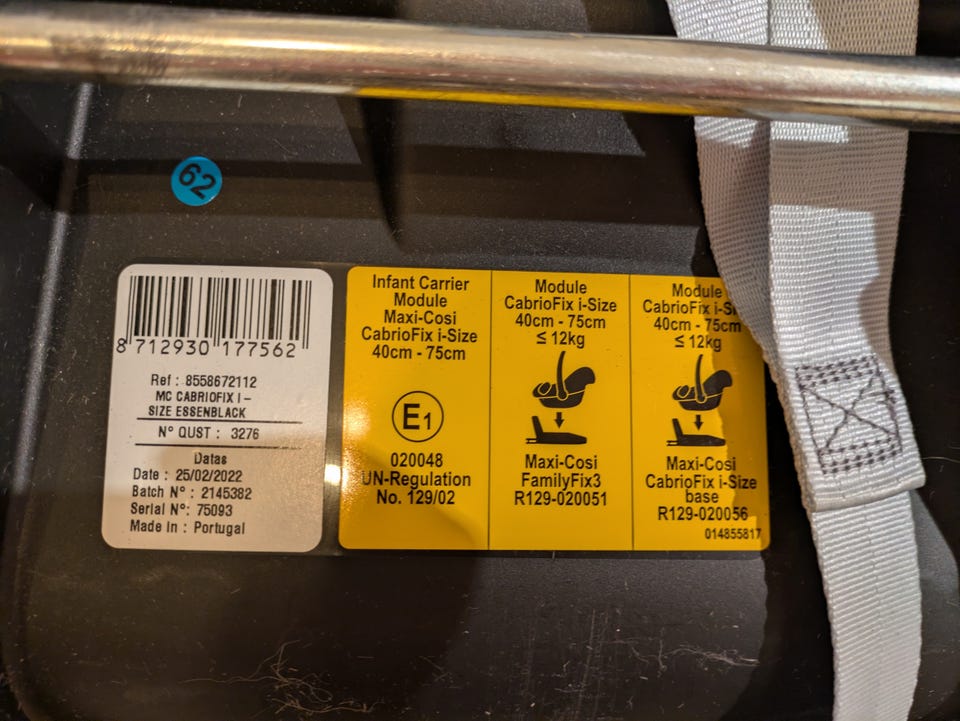 62
8 712930 177562
Ref : 8558672112
MC CABRIOFIX I-
SIZE ESSENBLACK
N° QUST : 3276
Datas
Date : 25/02/2022
Batch N° : 2145382
Serial N°: 75093
Made In : Portugal
Infant Carrier
Module
Maxi-Cosi
CabrioFix i-Size
40cm - 75cm
E1
020048
UN-Regulation
No. 129/02
Module
CabrioFix i-Size
40cm - 75cm
≤ 12kg
Maxi-Cosi
FamilyFix3
R129-020051
Module
CabrioFix i-S
40cm - 75cm
≤ 12kg
Maxi-Cosi
CabrioFix i-Size
base
R129-020056
014855817